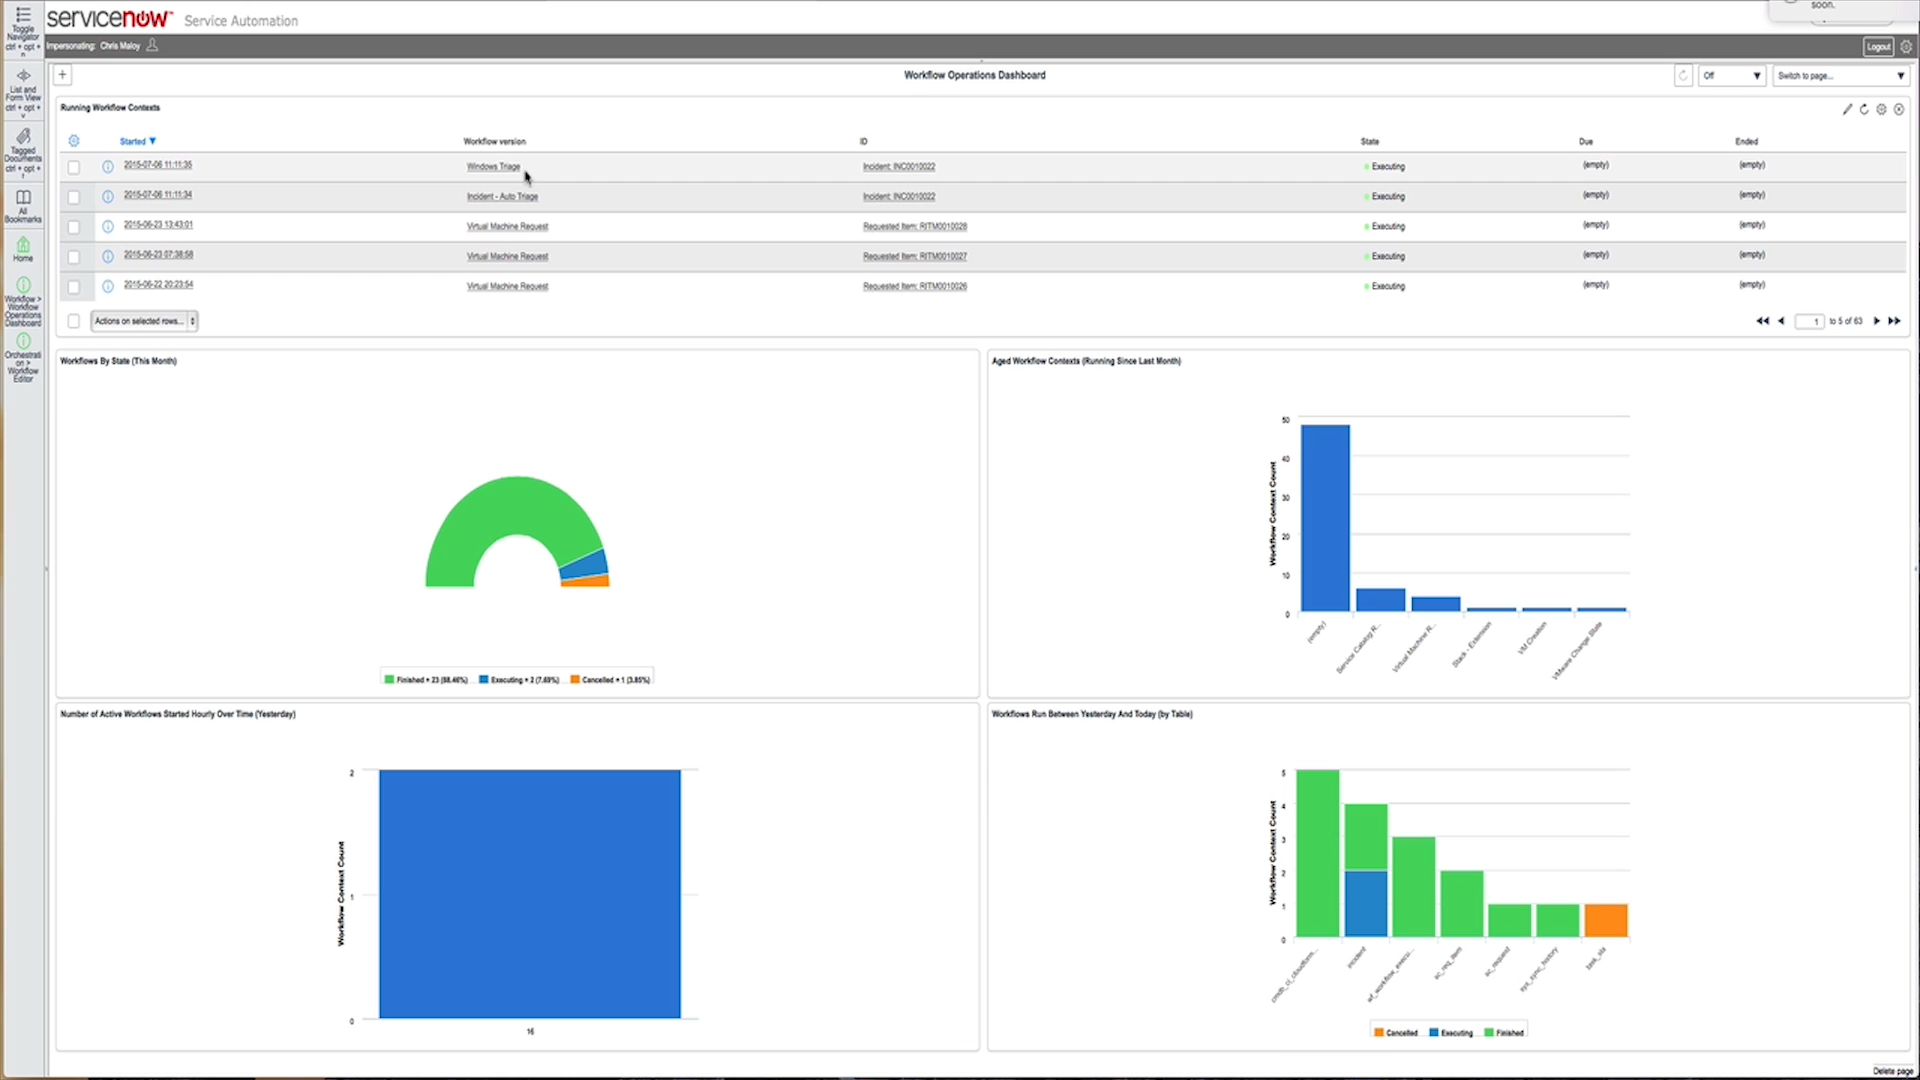 soon.
servicenow™ Service Automation
Toggle
Navigator
ctrl + opt +
n
Impersonating: Chris Maloy
Logout
List and
Form View
ctrl + opt +
v
Tagged
Documents
ctrl + opt +
t
All
Bookmarks
Home
Workflow >
Workflow
Operations
Dashboard
Orchestrati
on >
Workflow
Editor
+
Workflow Operations Dashboard
Off
Switch to page...
Running Workflow Contexts
Started ▼ Workflow version ID State Due Ended
2015-07-06 11:11:35 Windows Triage Incident: INC0010022 Executing (empty) (empty)
2015-07-06 11:11:34 Incident - Auto Triage Incident: INC0010022 Executing (empty) (empty)
2015-06-23 13:43:01 Virtual Machine Request Requested Item: RITM0010028 Executing (empty) (empty)
2015-06-23 07:38:58 Virtual Machine Request Requested Item: RITM0010027 Executing (empty) (empty)
2015-06-22 20:23:54 Virtual Machine Request Requested Item: RITM0010026 Executing (empty) (empty)
Actions on selected rows...
1 to 5 of 63
Workflows By State (This Month)
Finished = 23 (88.46%) Executing = 2 (7.69%) Cancelled = 1 (3.85%)
Aged Workflow Contexts (Running Since Last Month)
Workflow Context Count
50
40
30
20
10
0
(empty)
Service Catalog R...
Virtual Machine R...
Stack - Extension
VM Creation
VMware Change State
Number of Active Workflows Started Hourly Over Time (Yesterday)
Workflow Context Count
2
1
0
16
Workflows Run Between Yesterday And Today (by Table)
Workflow Context Count
5
4
3
2
1
0
cmdb_ci_cloudform...
incident
wf_workflow_execu...
sc_req_item
sc_request
sys_sync_history
task_sla
Cancelled Executing Finished
Delete page